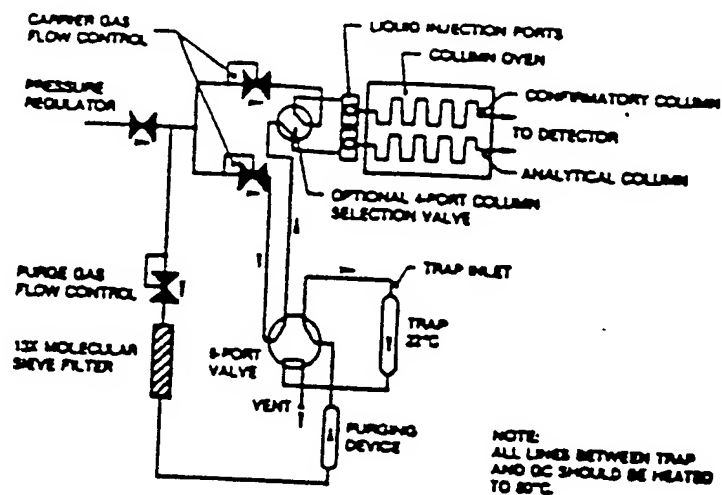 CARRIER GAS
FLOW CONTROL
LIQUID INJECTION PORTS
COLUMN OVEN
PRESSURE
REGULATOR
CONFIRMATORY COLUMN
TO DETECTOR
ANALYTICAL COLUMN
OPTIONAL 4-PORT COLUMN
SELECTION VALVE
PURGE GAS
FLOW CONTROL
TRAP INLET
TRAP
22°C
13X MOLECULAR
SIEVE FILTER
6-PORT
VALVE
VENT
PURGING
DEVICE
NOTE:
ALL LINES BETWEEN TRAP
AND GC SHOULD BE HEATED
TO 80°C.